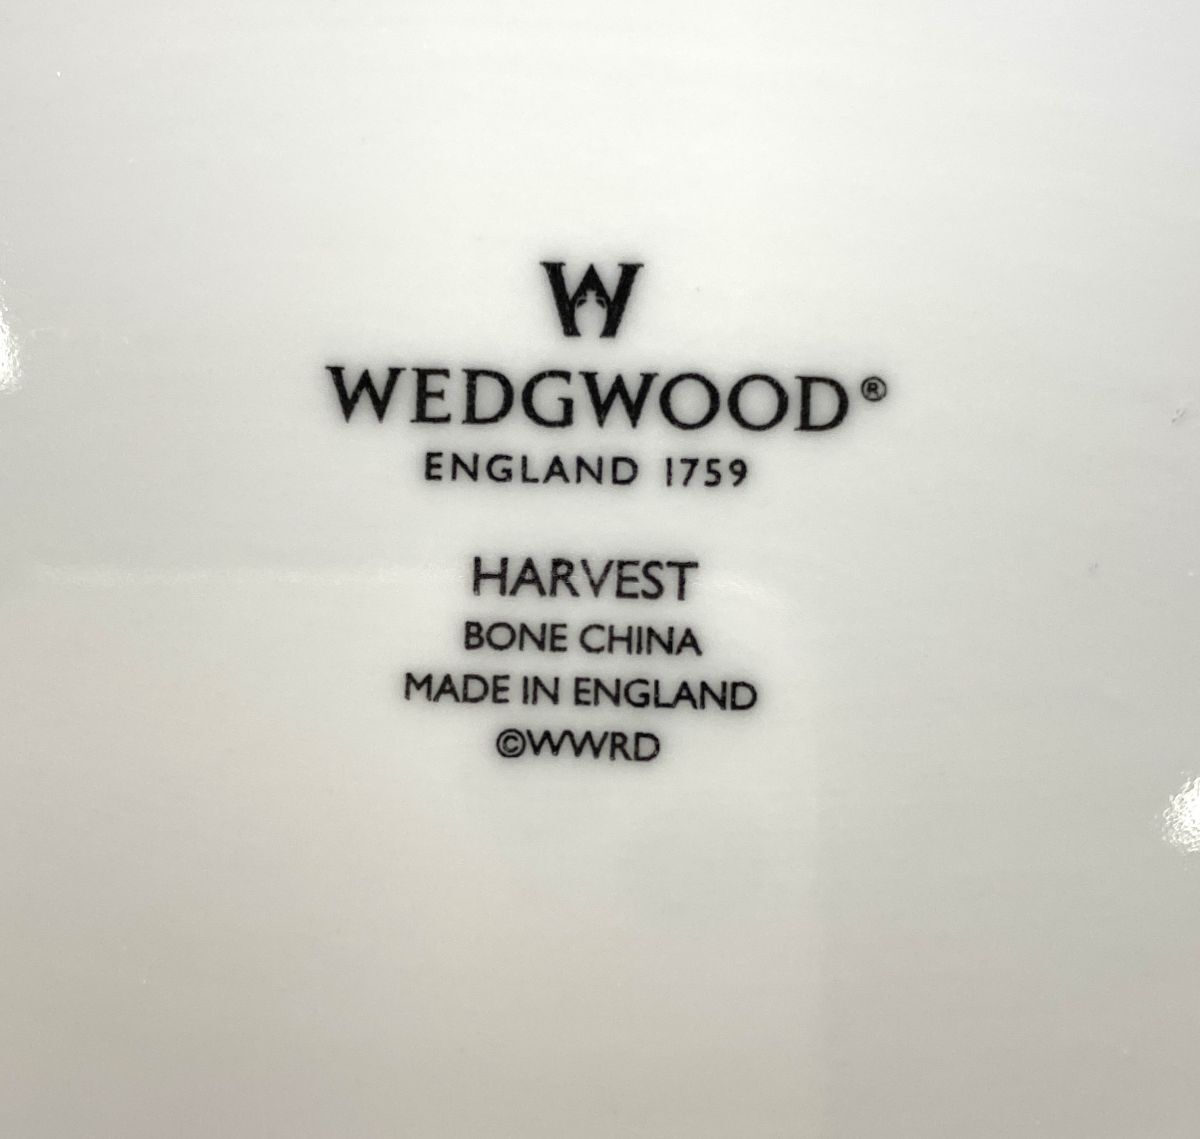 W
WEDGWOOD®
ENGLAND 1759
HARVEST
BONE CHINA
MADE IN ENGLAND
©WWRD